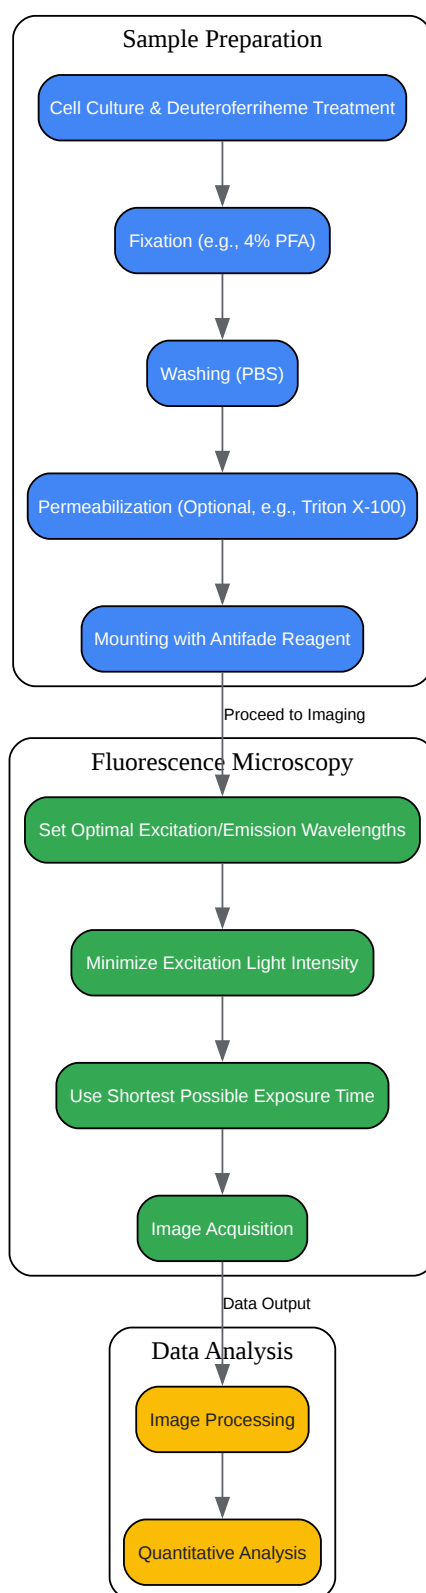 Sample Preparation
Cell Culture & Deuteroferriheme Treatment
Fixation (e.g., 4% PFA)
Washing (PBS)
Permeabilization (Optional, e.g., Triton X-100)
Mounting with Antifade Reagent
Proceed to Imaging
Fluorescence Microscopy
Set Optimal Excitation/Emission Wavelengths
Minimize Excitation Light Intensity
Use Shortest Possible Exposure Time
Image Acquisition
Data Output
Data Analysis
Image Processing
Quantitative Analysis